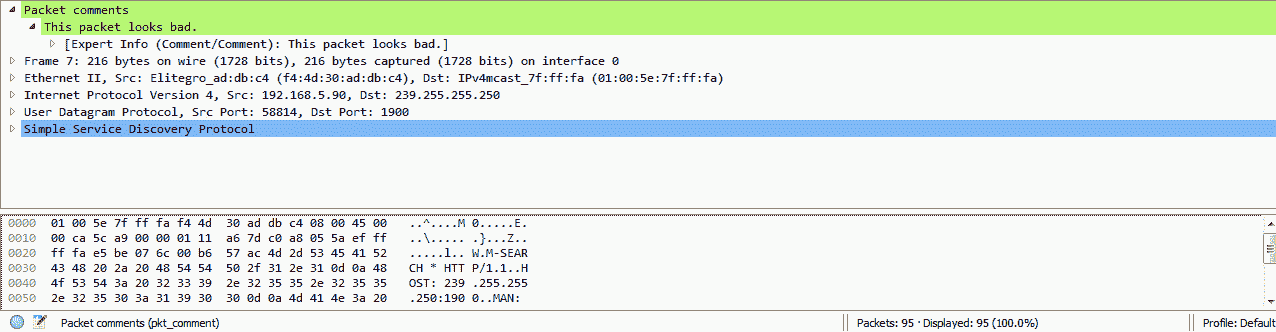 Packet comments
This packet looks bad.
[Expert Info (Comment/Comment): This packet looks bad.]
Frame 7: 216 bytes on wire (1728 bits), 216 bytes captured (1728 bits) on interface 0
Ethernet II, Src: Elitegro_ad:db:c4 (f4:4d:30:ad:db:c4), Dst: IPv4mcast_7f:ff:fa (01:00:5e:7f:ff:fa)
Internet Protocol Version 4, Src: 192.168.5.90, Dst: 239.255.255.250
User Datagram Protocol, Src Port: 58814, Dst Port: 1900
Simple Service Discovery Protocol
0000 01 00 5e 7f ff fa f4 4d 30 ad db c4 08 00 45 00 ..^....M 0.....E.
0010 00 ca 5c a9 00 00 01 11 a6 7d c0 a8 05 5a ef ff ..\..... .}...Z..
0020 ff fa e5 be 07 6c 00 b6 57 ac 4d 2d 53 45 41 52 .....l.. W.M-SEAR
0030 43 48 20 2a 20 48 54 54 50 2f 31 2e 31 0d 0a 48 CH * HTT P/1.1..H
0040 4f 53 54 3a 20 32 33 39 2e 32 35 35 2e 32 35 35 OST: 239 .255.255
0050 2e 32 35 30 3a 31 39 30 30 0d 0a 4d 41 4e 3a 20 .250:190 0..MAN:
Packet comments (pkt_comment) Packets: 95 · Displayed: 95 (100.0%) Profile: Default